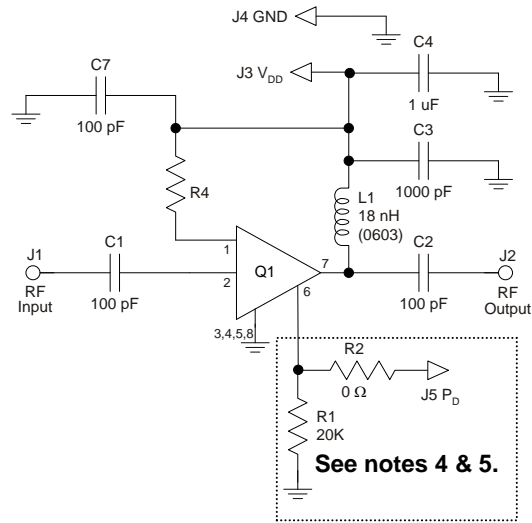 J4 GND
C7
100 pF
J3 VDD
C4
1 uF
C3
1000 pF
R4
L1
18 nH
(0603)
J1
RF
Input
C1
100 pF
1
2
Q1
7
6
3,4,5,8
C2
100 pF
J2
RF
Output
R2
0 Ω
J5 PD
R1
20K
See notes 4 & 5.